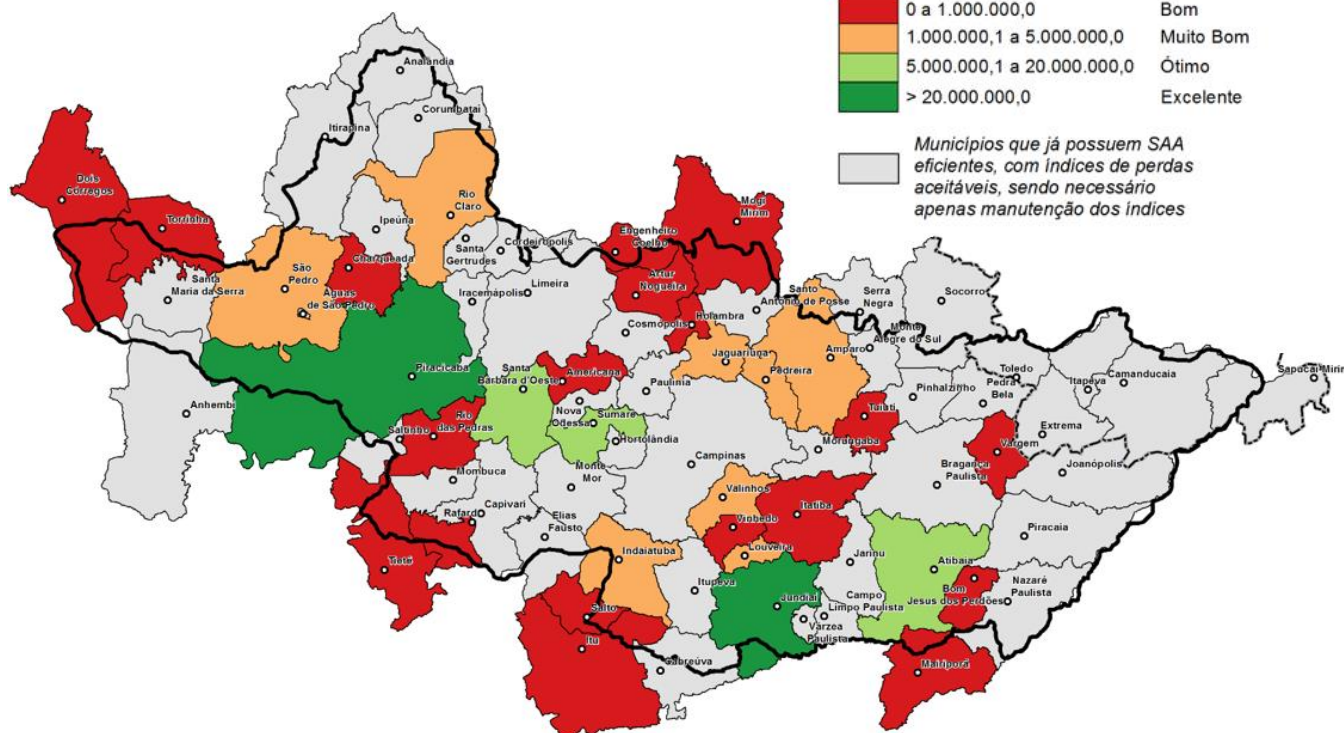 0 a 1.000.000,0 Bom
1.000.000,1 a 5.000.000,0 Muito Bom
5.000.000,1 a 20.000.000,0 Ótimo
> 20.000.000,0 Excelente
Municípios que já possuem SAA
eficientes, com índices de perdas
aceitáveis, sendo necessário
apenas manutenção dos índices
Analândia
Corumbataí
Itirapina
Dois
Córregos
Torrinha
Rio
Claro
Ipeúna
Mogi
Mirim
Engenheiro
Coelho
Santa
Gertrudes
Cordeirópolis
Charqueada
São
Pedro
Águas
de São Pedro
Santa
Maria da Serra
Artur
Nogueira
Limeira
Iracemápolis
Santo
Antonio de Posse
Serra
Negra
Socorro
Holambra
Cosmópolis
Monte
Alegre do Sul
Amparo
Jaguariúna
Pedreira
Toledo
Pedra
Bela
Itapeva
Camanducaia
Sapucaí-Mirim
Pinhalzinho
Piracicaba
Santa
Bárbara d'Oeste
Americana
Paulínia
Nova
Odessa
Sumaré
Hortolândia
Anhembi
Saltinho
Rio
das Pedras
Tuiuti
Morungaba
Vargem
Extrema
Joanópolis
Bragança
Paulista
Campinas
Mombuca
Monte
Mor
Capivari
Rafard
Elias
Fausto
Valinhos
Vinhedo
Itatiba
Louveira
Indaiatuba
Piracaia
Tietê
Itupeva
Jarinu
Atibaia
Bom
Jesus dos Perdões
Nazaré
Paulista
Jundiaí
Campo
Limpo Paulista
Várzea
Paulista
Salto
Itu
Cabreúva
Mairiporã